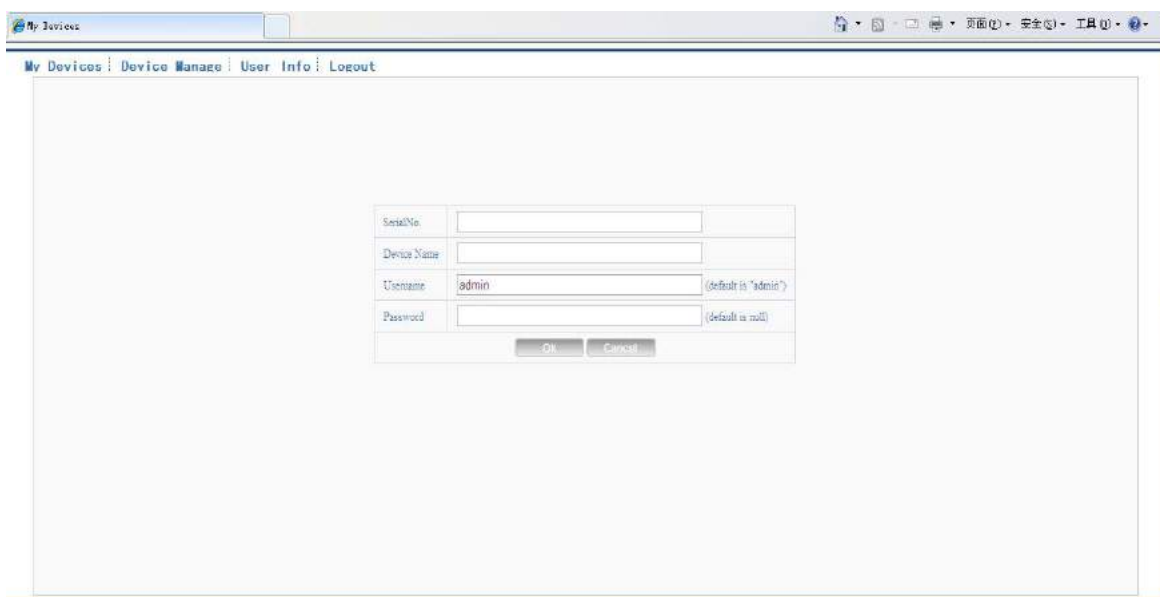 My Devices
页面(P) 安全(S) 工具(O)
My Devices Device Manage User Info Logout
SerialNo.
Device Name
Username admin (default is "admin")
Password (default is null)
Ok Cancel